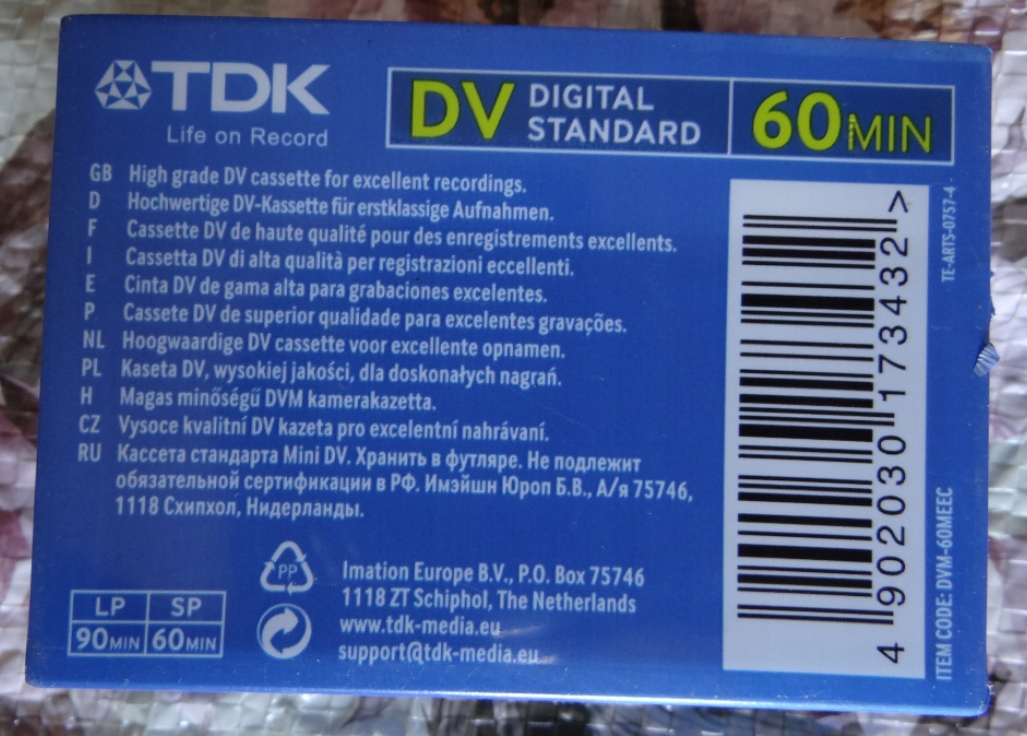 TDK
Life on Record
DV DIGITAL STANDARD 60 MIN
GB High grade DV cassette for excellent recordings.
D Hochwertige DV-Kassette für erstklassige Aufnahmen.
F Cassette DV de haute qualité pour des enregistrements excellents.
I Cassetta DV di alta qualità per registrazioni eccellenti.
E Cinta DV de gama alta para grabaciones excelentes.
P Cassete DV de superior qualidade para excelentes gravações.
NL Hoogwaardige DV cassette voor excellente opnamen.
PL Kaseta DV, wysokiej jakości, dla doskonałych nagrań.
H Magas minőségű DVM kamerakazetta.
CZ Vysoce kvalitní DV kazeta pro excelentní nahrávaní.
RU Кассета стандарта Mini DV. Хранить в футляре. Не подлежит
обязательной сертификации в РФ. Имэйшн Юроп Б.В., А/я 75746,
1118 Схипхол, Нидерланды.
PP
Imation Europe B.V., P.O. Box 75746
1118 ZT Schiphol, The Netherlands
www.tdk-media.eu
support@tdk-media.eu
LP SP
90MIN 60MIN
4 902030 173432 >
TE-ARTS-0757-4
ITEM CODE: DVM-60MEEC